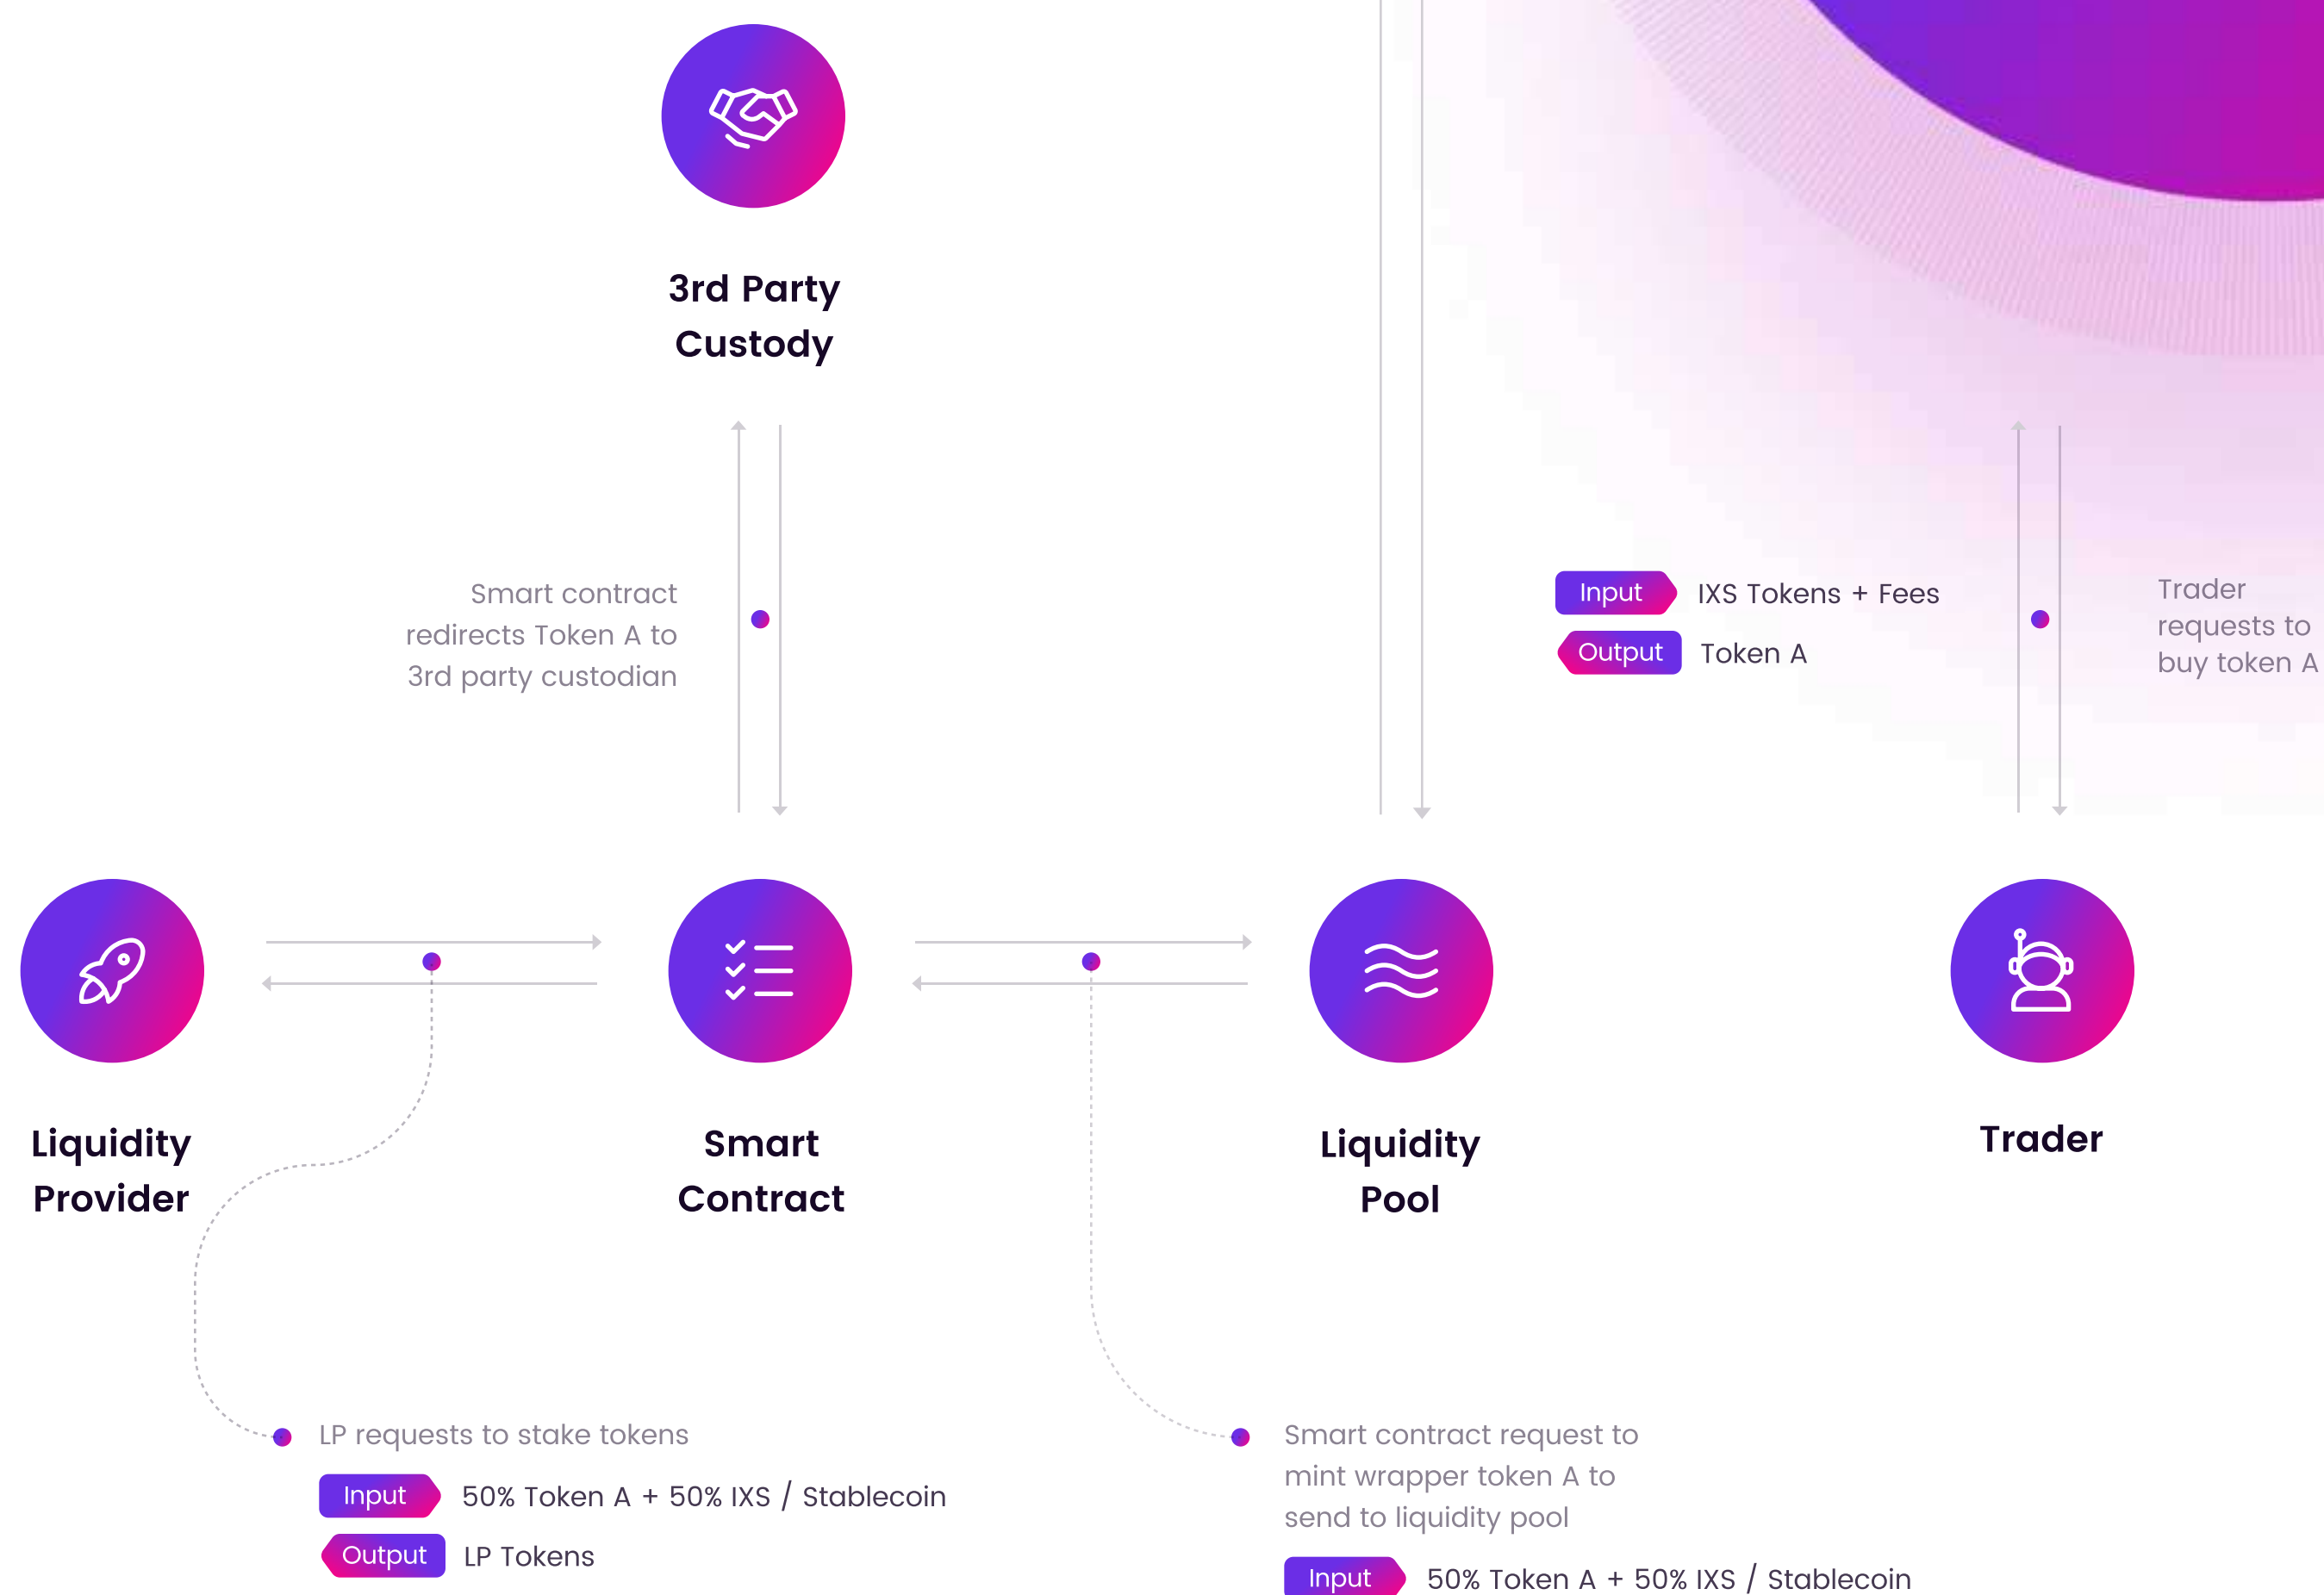 3rd Party
Custody
Smart contract
redirects Token A to
3rd party custodian
Input IXS Tokens + Fees
Output Token A
Trader
requests to
buy token A
Liquidity
Provider
Smart
Contract
Liquidity
Pool
Trader
LP requests to stake tokens
Input 50% Token A + 50% IXS / Stablecoin
Output LP Tokens
Smart contract request to
mint wrapper token A to
send to liquidity pool
Input 50% Token A + 50% IXS / Stablecoin